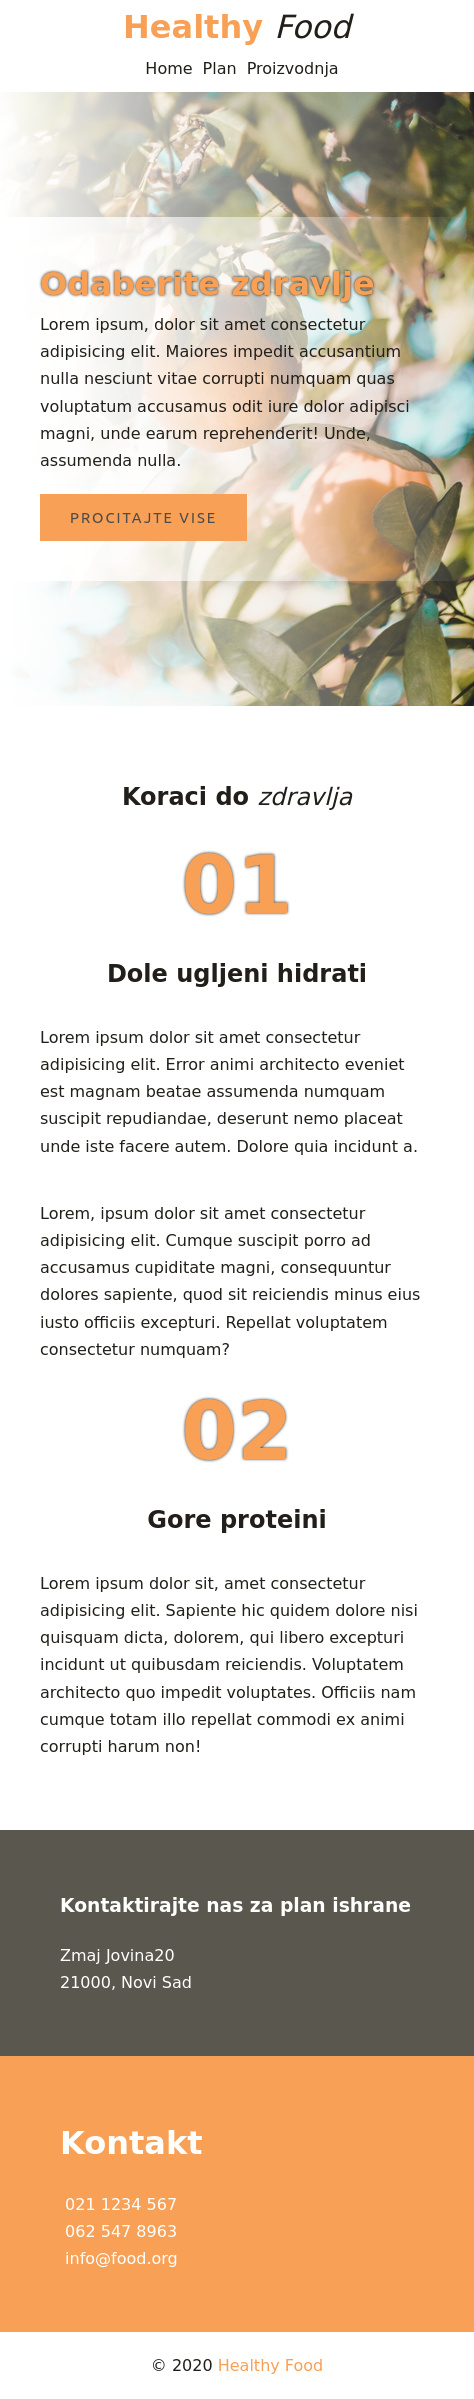 Healthy Food
Home Plan Proizvodnja
Odaberite zdravlje
Lorem ipsum, dolor sit amet consectetur
adipisicing elit. Maiores impedit accusantium
nulla nesciunt vitae corrupti numquam quas
voluptatum accusamus odit iure dolor adipisci
magni, unde earum reprehenderit! Unde,
assumenda nulla.
PROCITAJTE VISE
Koraci do zdravlja
01
Dole ugljeni hidrati
Lorem ipsum dolor sit amet consectetur
adipisicing elit. Error animi architecto eveniet
est magnam beatae assumenda numquam
suscipit repudiandae, deserunt nemo placeat
unde iste facere autem. Dolore quia incidunt a.
Lorem, ipsum dolor sit amet consectetur
adipisicing elit. Cumque suscipit porro ad
accusamus cupiditate magni, consequuntur
dolores sapiente, quod sit reiciendis minus eius
iusto officiis excepturi. Repellat voluptatem
consectetur numquam?
02
Gore proteini
Lorem ipsum dolor sit, amet consectetur
adipisicing elit. Sapiente hic quidem dolore nisi
quisquam dicta, dolorem, qui libero excepturi
incidunt ut quibusdam reiciendis. Voluptatem
architecto quo impedit voluptates. Officiis nam
cumque totam illo repellat commodi ex animi
corrupti harum non!
Kontaktirajte nas za plan ishrane
Zmaj Jovina20
21000, Novi Sad
Kontakt
021 1234 567
062 547 8963
info@food.org
© 2020 Healthy Food